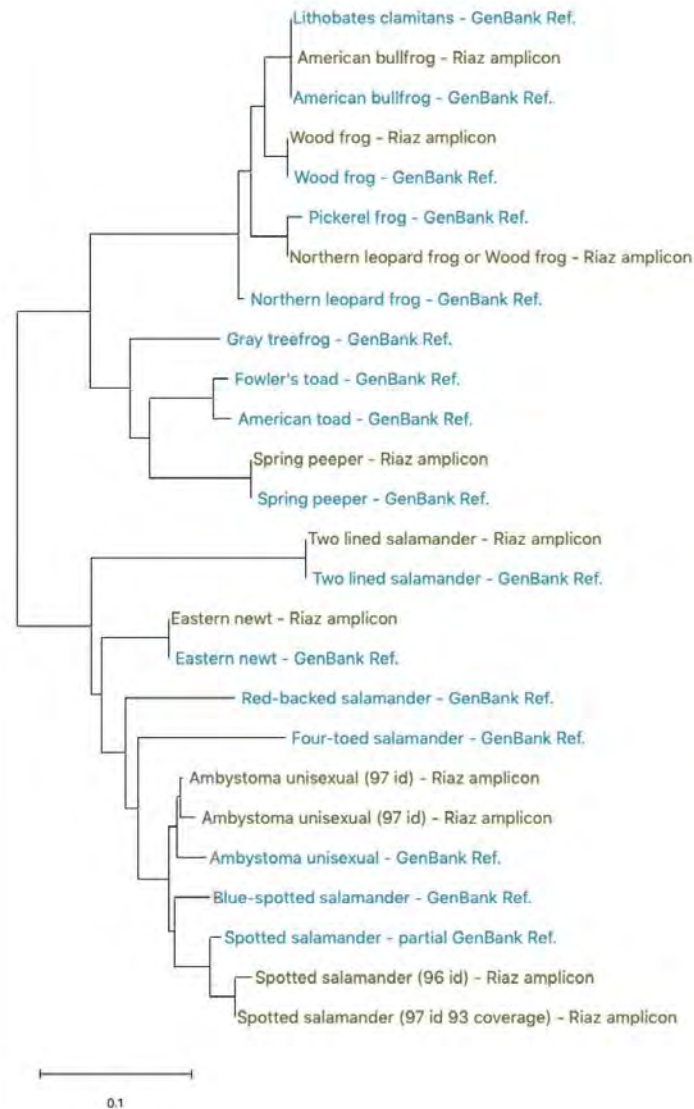 Lithobates clamitans - GenBank Ref.
American bullfrog - Riaz amplicon
American bullfrog - GenBank Ref.
Wood frog - Riaz amplicon
Wood frog - GenBank Ref.
Pickerel frog - GenBank Ref.
Northern leopard frog or Wood frog - Riaz amplicon
Northern leopard frog - GenBank Ref.
Gray treefrog - GenBank Ref.
Fowler's toad - GenBank Ref.
American toad - GenBank Ref.
Spring peeper - Riaz amplicon
Spring peeper - GenBank Ref.
Two lined salamander - Riaz amplicon
Two lined salamander - GenBank Ref.
Eastern newt - Riaz amplicon
Eastern newt - GenBank Ref.
Red-backed salamander - GenBank Ref.
Four-toed salamander - GenBank Ref.
Ambystoma unisexual (97 id) - Riaz amplicon
Ambystoma unisexual (97 id) - Riaz amplicon
Ambystoma unisexual - GenBank Ref.
Blue-spotted salamander - GenBank Ref.
Spotted salamander - partial GenBank Ref.
Spotted salamander (96 id) - Riaz amplicon
Spotted salamander (97 id 93 coverage) - Riaz amplicon
0.1